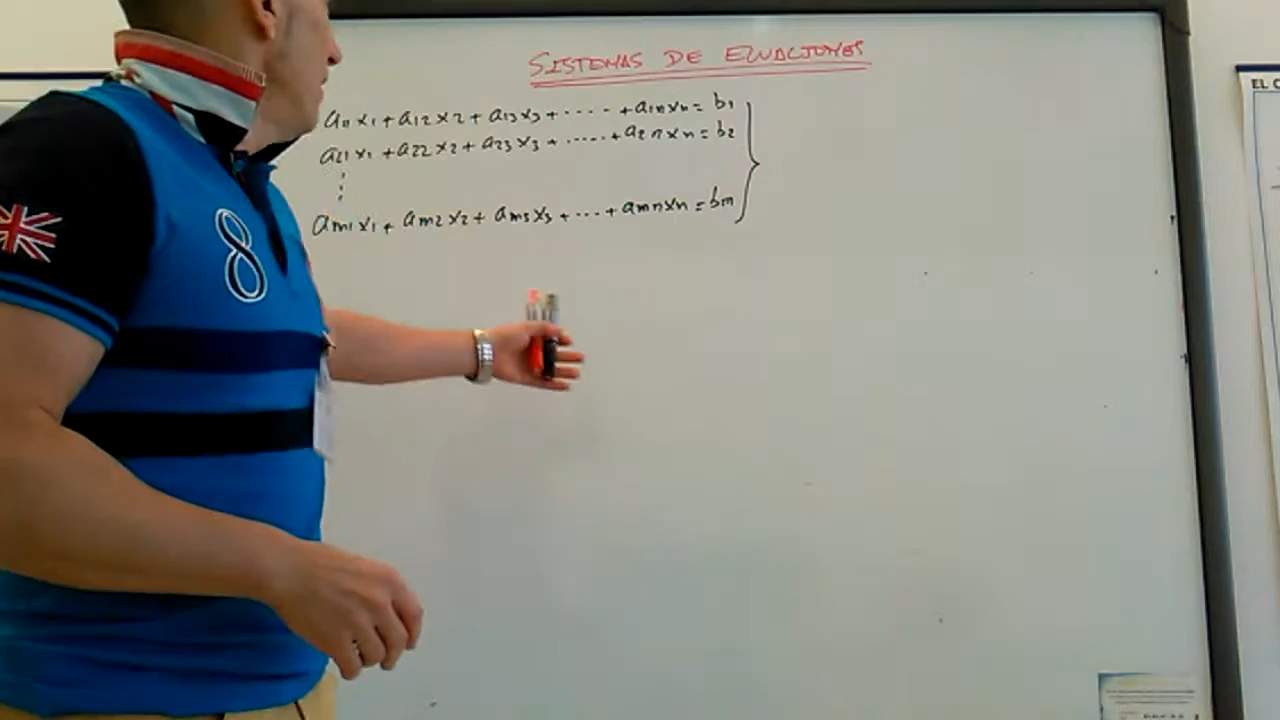 SISTEMAS DE ECUACIONES
a11x1+a12x2+a13x3+·····+a1nxn=b1
a21x1+a22x2+a23x3+·····+a2nxn=b2
⋮
am1x1+am2x2+am3x3+···+amnxn=bm
8
EL C